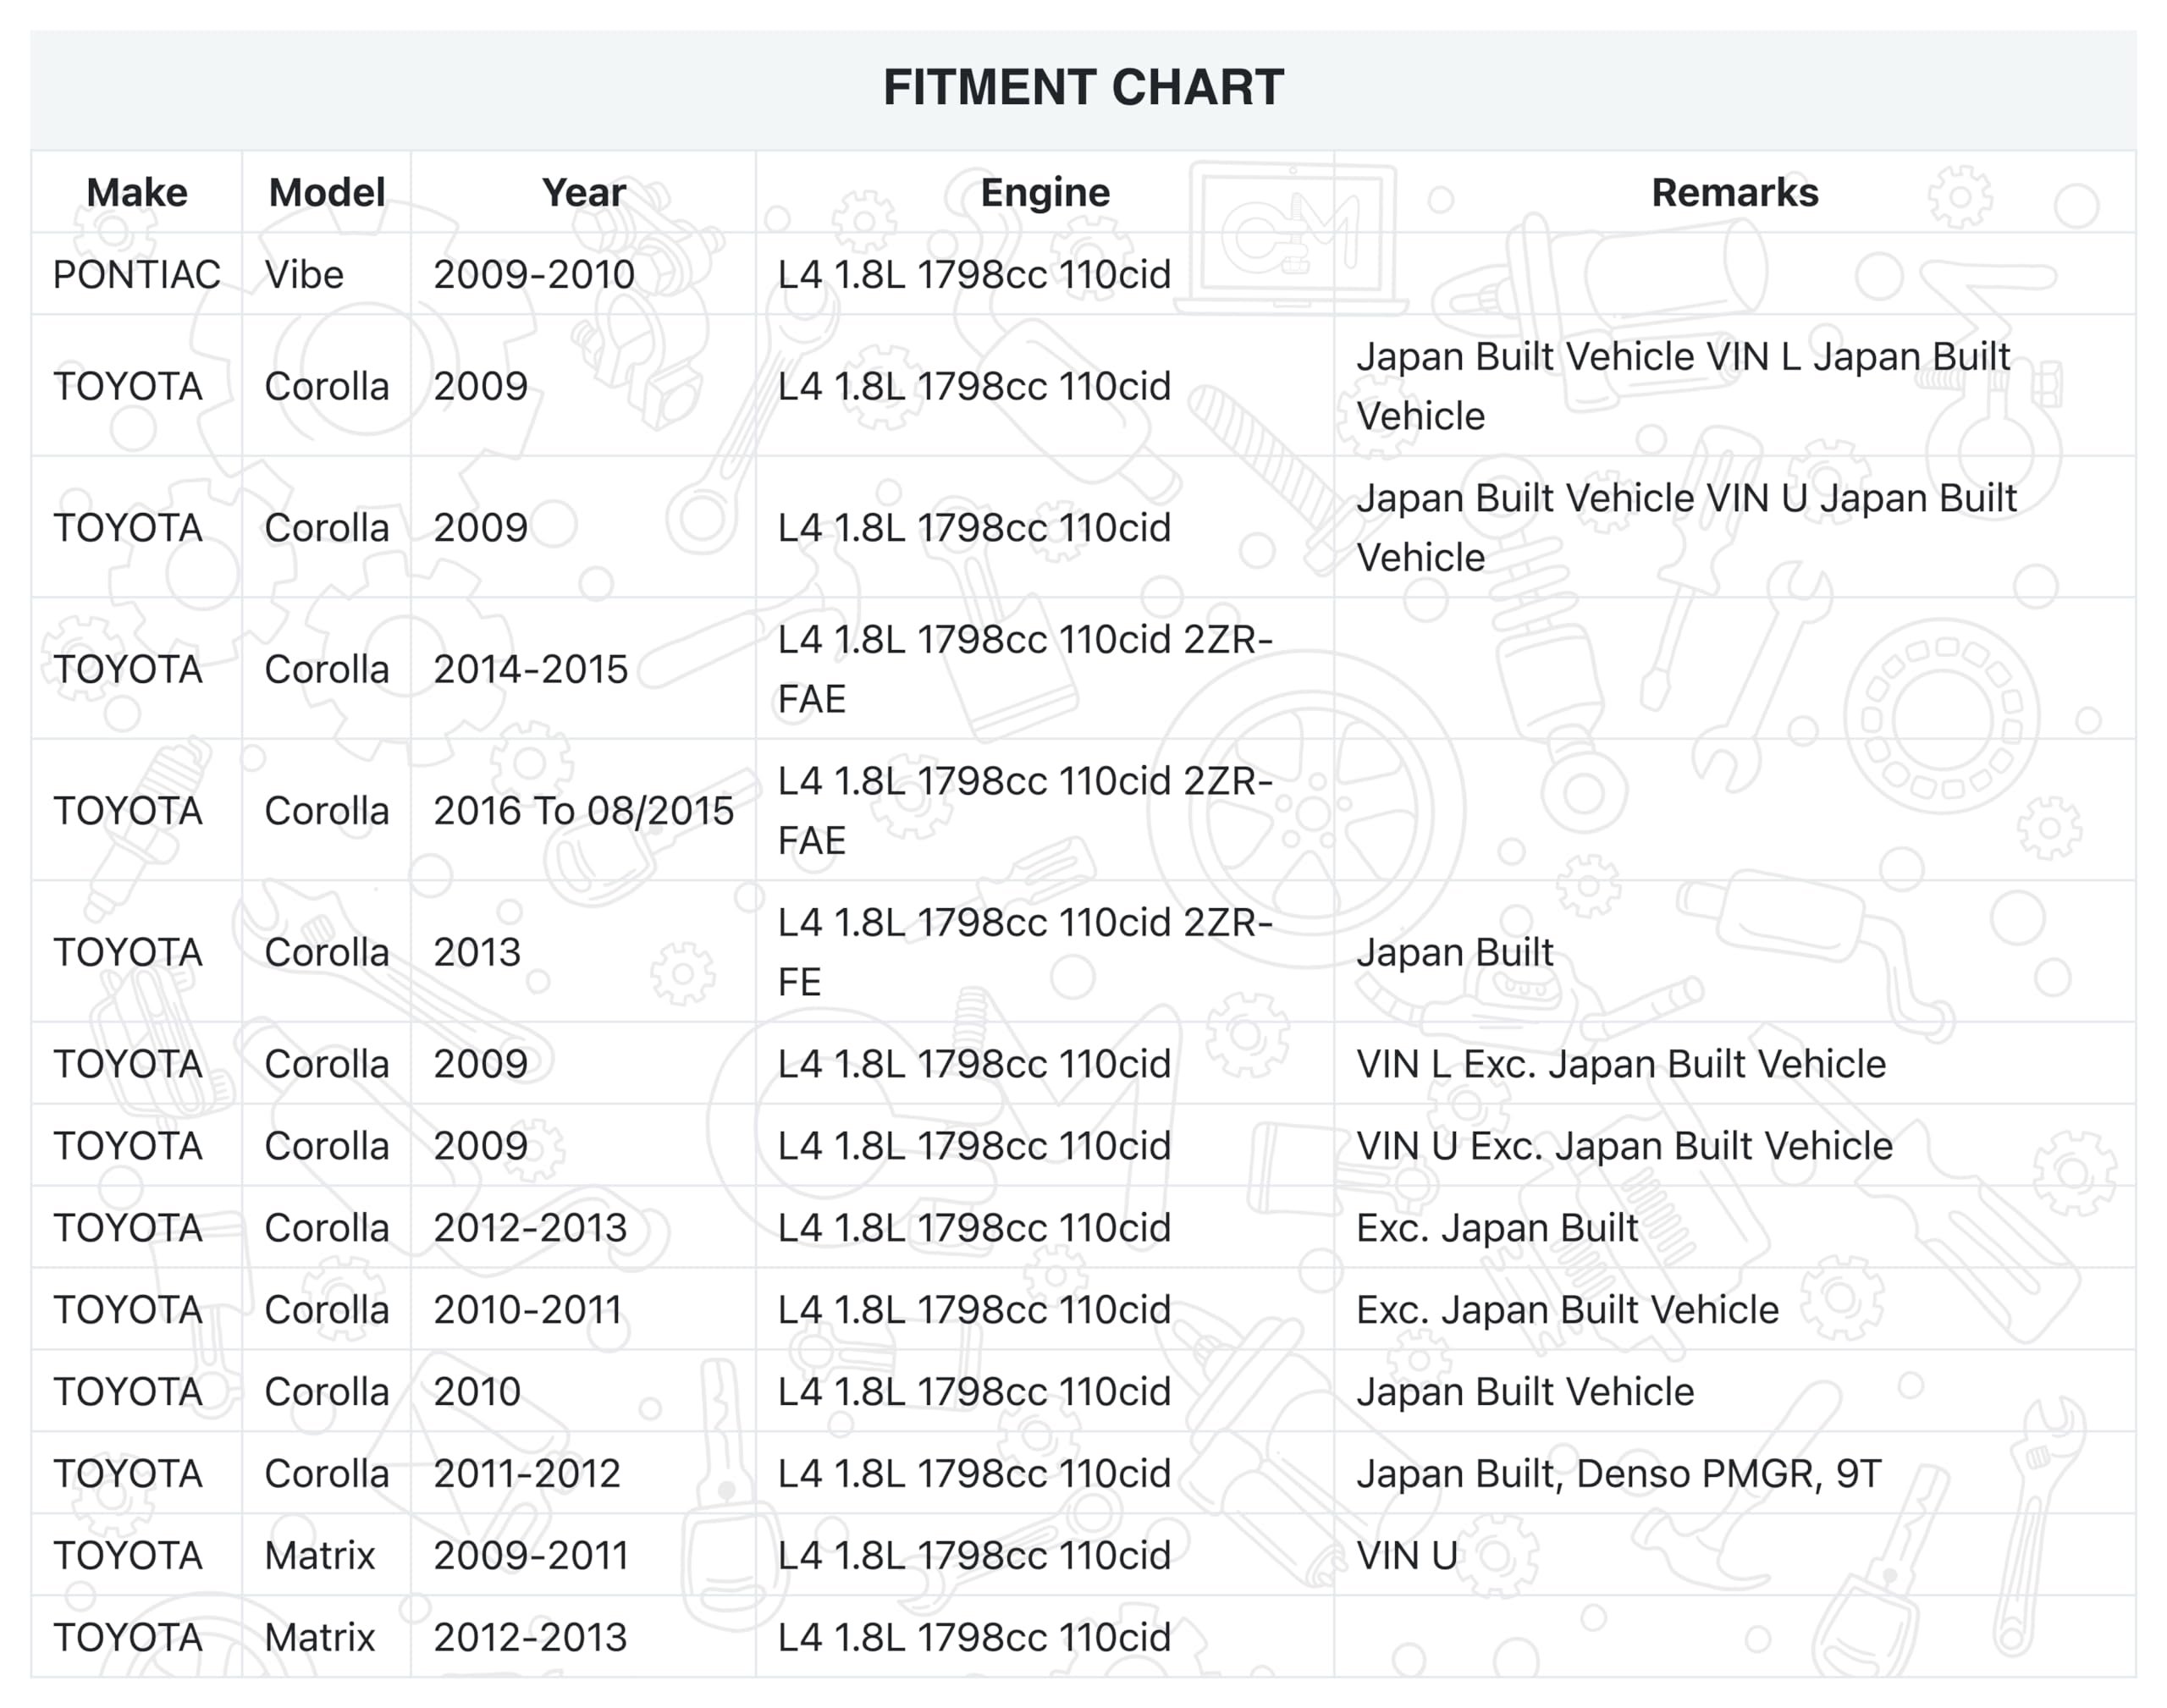 FITMENT CHART
Make Model Year Engine Remarks
PONTIAC Vibe 2009-2010 L4 1.8L 1798cc 110cid
TOYOTA Corolla 2009 L4 1.8L 1798cc 110cid Japan Built Vehicle VIN L Japan Built
Vehicle
TOYOTA Corolla 2009 L4 1.8L 1798cc 110cid Japan Built Vehicle VIN U Japan Built
Vehicle
TOYOTA Corolla 2014-2015 L4 1.8L 1798cc 110cid 2ZR-
FAE
TOYOTA Corolla 2016 To 08/2015 L4 1.8L 1798cc 110cid 2ZR-
FAE
TOYOTA Corolla 2013 L4 1.8L 1798cc 110cid 2ZR-
FE Japan Built
TOYOTA Corolla 2009 L4 1.8L 1798cc 110cid VIN L Exc. Japan Built Vehicle
TOYOTA Corolla 2009 L4 1.8L 1798cc 110cid VIN U Exc. Japan Built Vehicle
TOYOTA Corolla 2012-2013 L4 1.8L 1798cc 110cid Exc. Japan Built
TOYOTA Corolla 2010-2011 L4 1.8L 1798cc 110cid Exc. Japan Built Vehicle
TOYOTA Corolla 2010 L4 1.8L 1798cc 110cid Japan Built Vehicle
TOYOTA Corolla 2011-2012 L4 1.8L 1798cc 110cid Japan Built, Denso PMGR, 9T
TOYOTA Matrix 2009-2011 L4 1.8L 1798cc 110cid VIN U
TOYOTA Matrix 2012-2013 L4 1.8L 1798cc 110cid